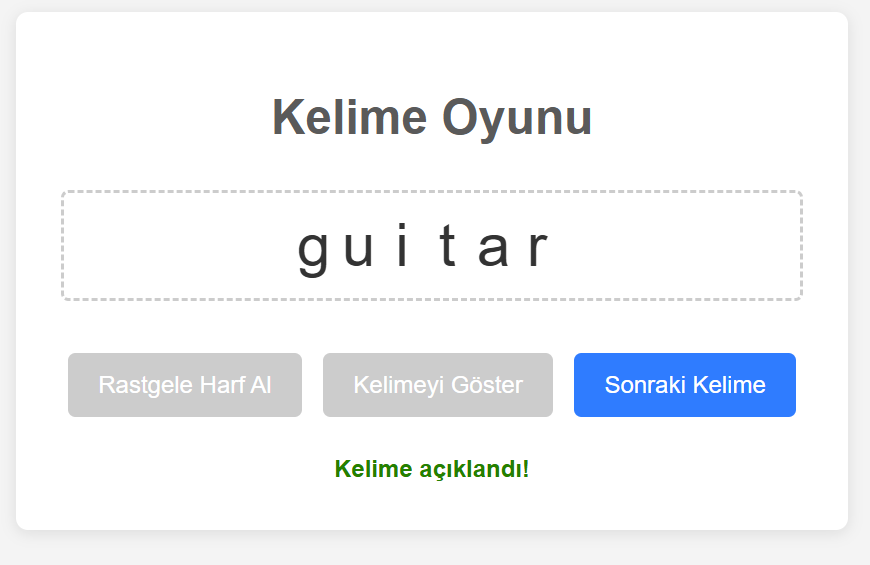 Kelime Oyunu
g u i t a r
Rastgele Harf Al
Kelimeyi Göster
Sonraki Kelime
Kelime açıklandı!